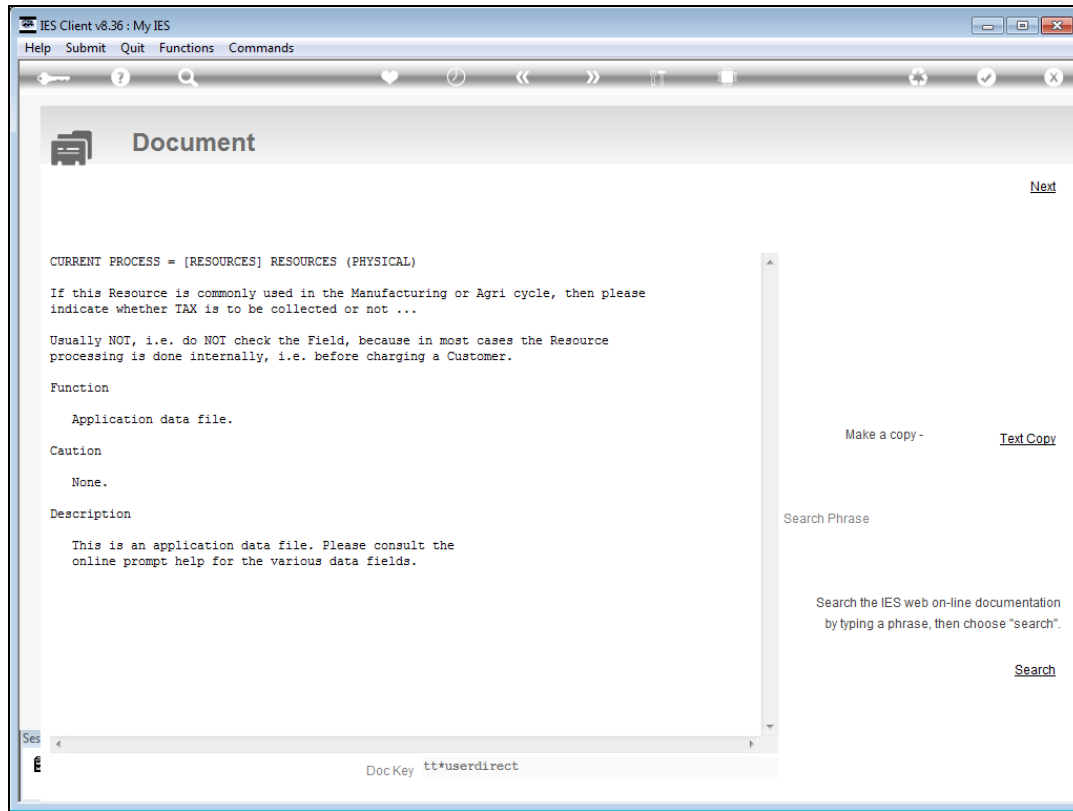 IES Client v8.36 : My IES
Help Submit Quit Functions Commands
Document
Next
CURRENT PROCESS = [RESOURCES] RESOURCES (PHYSICAL)
If this Resource is commonly used in the Manufacturing or Agri cycle, then please
indicate whether TAX is to be collected or not ...
Usually NOT, i.e. do NOT check the Field, because in most cases the Resource
processing is done internally, i.e. before charging a Customer.
Function
Application data file.
Caution
None.
Description
This is an application data file. Please consult the
online prompt help for the various data fields.
Make a copy -
Text Copy
Search Phrase
Search the IES web on-line documentation
by typing a phrase, then choose "search".
Search
Ses
Doc Key tt*userdirect